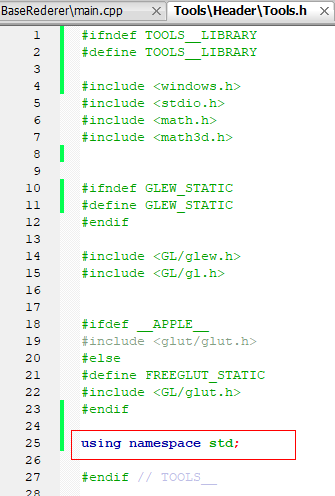 BaseRederer\main.cpp X Tools\Header\Tools.h X
1 #ifndef TOOLS__LIBRARY
2 #define TOOLS__LIBRARY
3
4 #include <windows.h>
5 #include <stdio.h>
6 #include <math.h>
7 #include <math3d.h>
8
9
10 #ifndef GLEW_STATIC
11 #define GLEW_STATIC
12 #endif
13
14 #include <GL/glew.h>
15 #include <GL/gl.h>
16
17
18 #ifdef __APPLE__
19 #include <glut/glut.h>
20 #else
21 #define FREEGLUT_STATIC
22 #include <GL/glut.h>
23 #endif
24
25 using namespace std;
26
27 #endif // TOOLS__